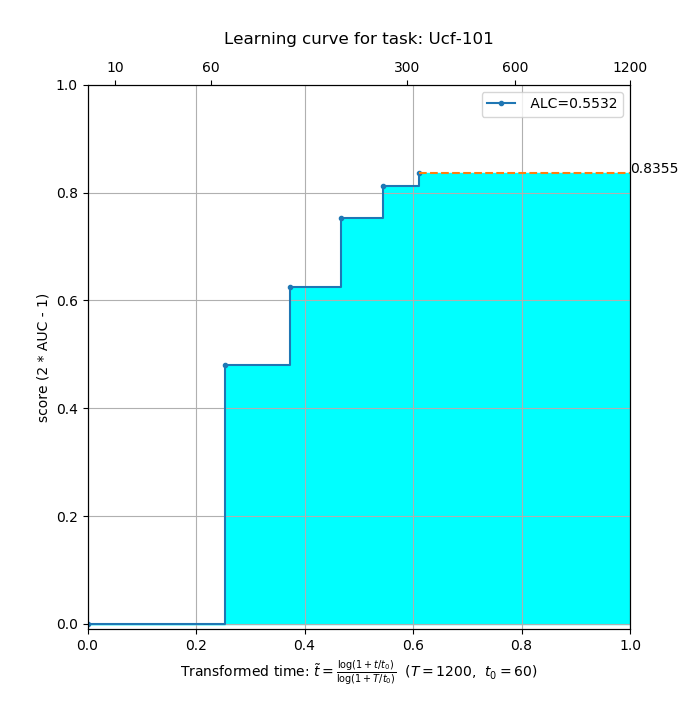 Learning curve for task: Ucf-101
10 60 300 600 1200
1.0
ALC=0.5532
0.8355
0.8
0.6
0.4
0.2
0.0
score (2 * AUC - 1)
0.0 0.2 0.4 0.6 0.8 1.0
Transformed time: t̃ = log(1 + t/t₀) / log(1 + T/t₀) (T = 1200, t₀ = 60)